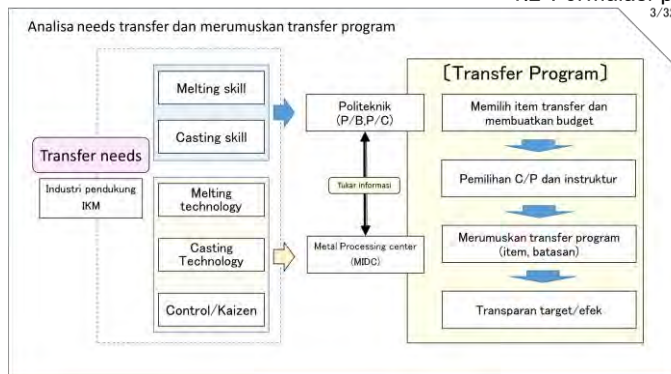 3/32
Analisa needs transfer dan merumuskan transfer program
Transfer needs
Industri pendukung
IKM
Melting skill
Casting skill
Melting
technology
Casting
Technology
Control/Kaizen
Politeknik
(P/B,P/C)
Tukar informasi
Metal Processing center
(MIDC)
〔Transfer Program〕
Memilih item transfer dan
membuatkan budget
Pemilihan C/P dan instruktur
Merumuskan transfer program
(item, batasan)
Transparan target/efek